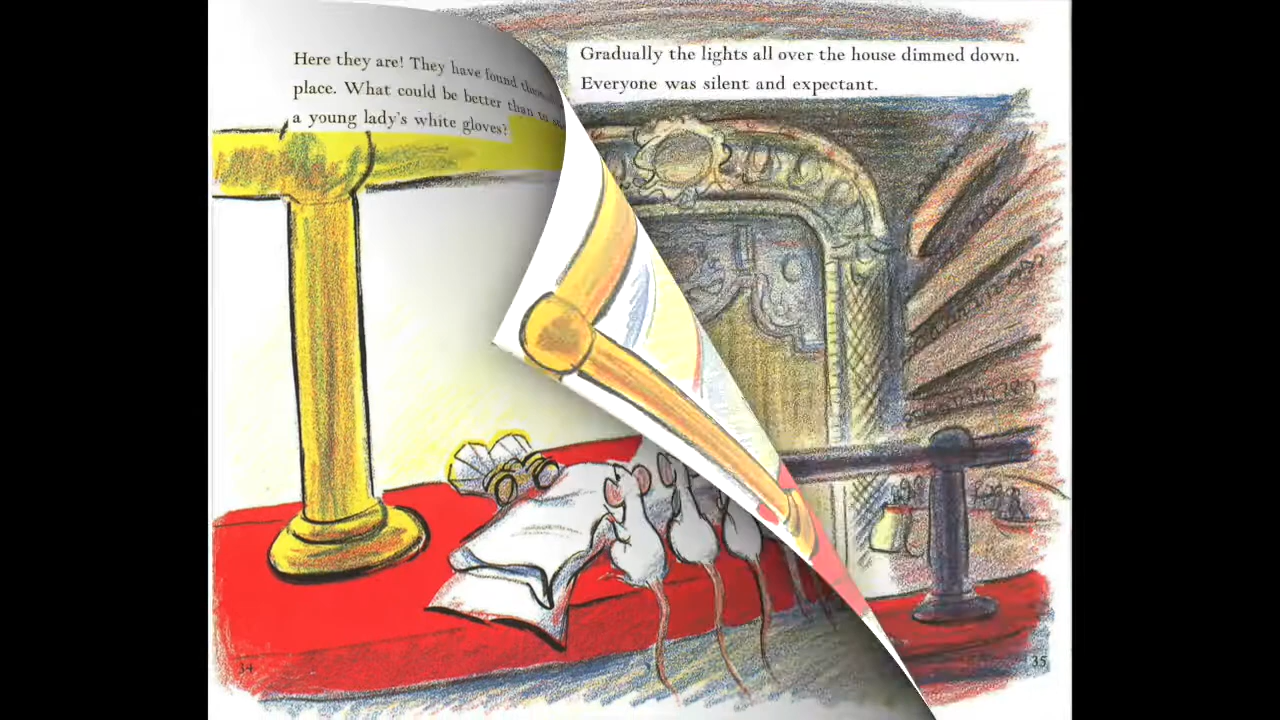 Here they are! They have found
place. What could be better than to
a young lady's white gloves?
Gradually the lights all over the house dimmed down.
Everyone was silent and expectant.
34
35